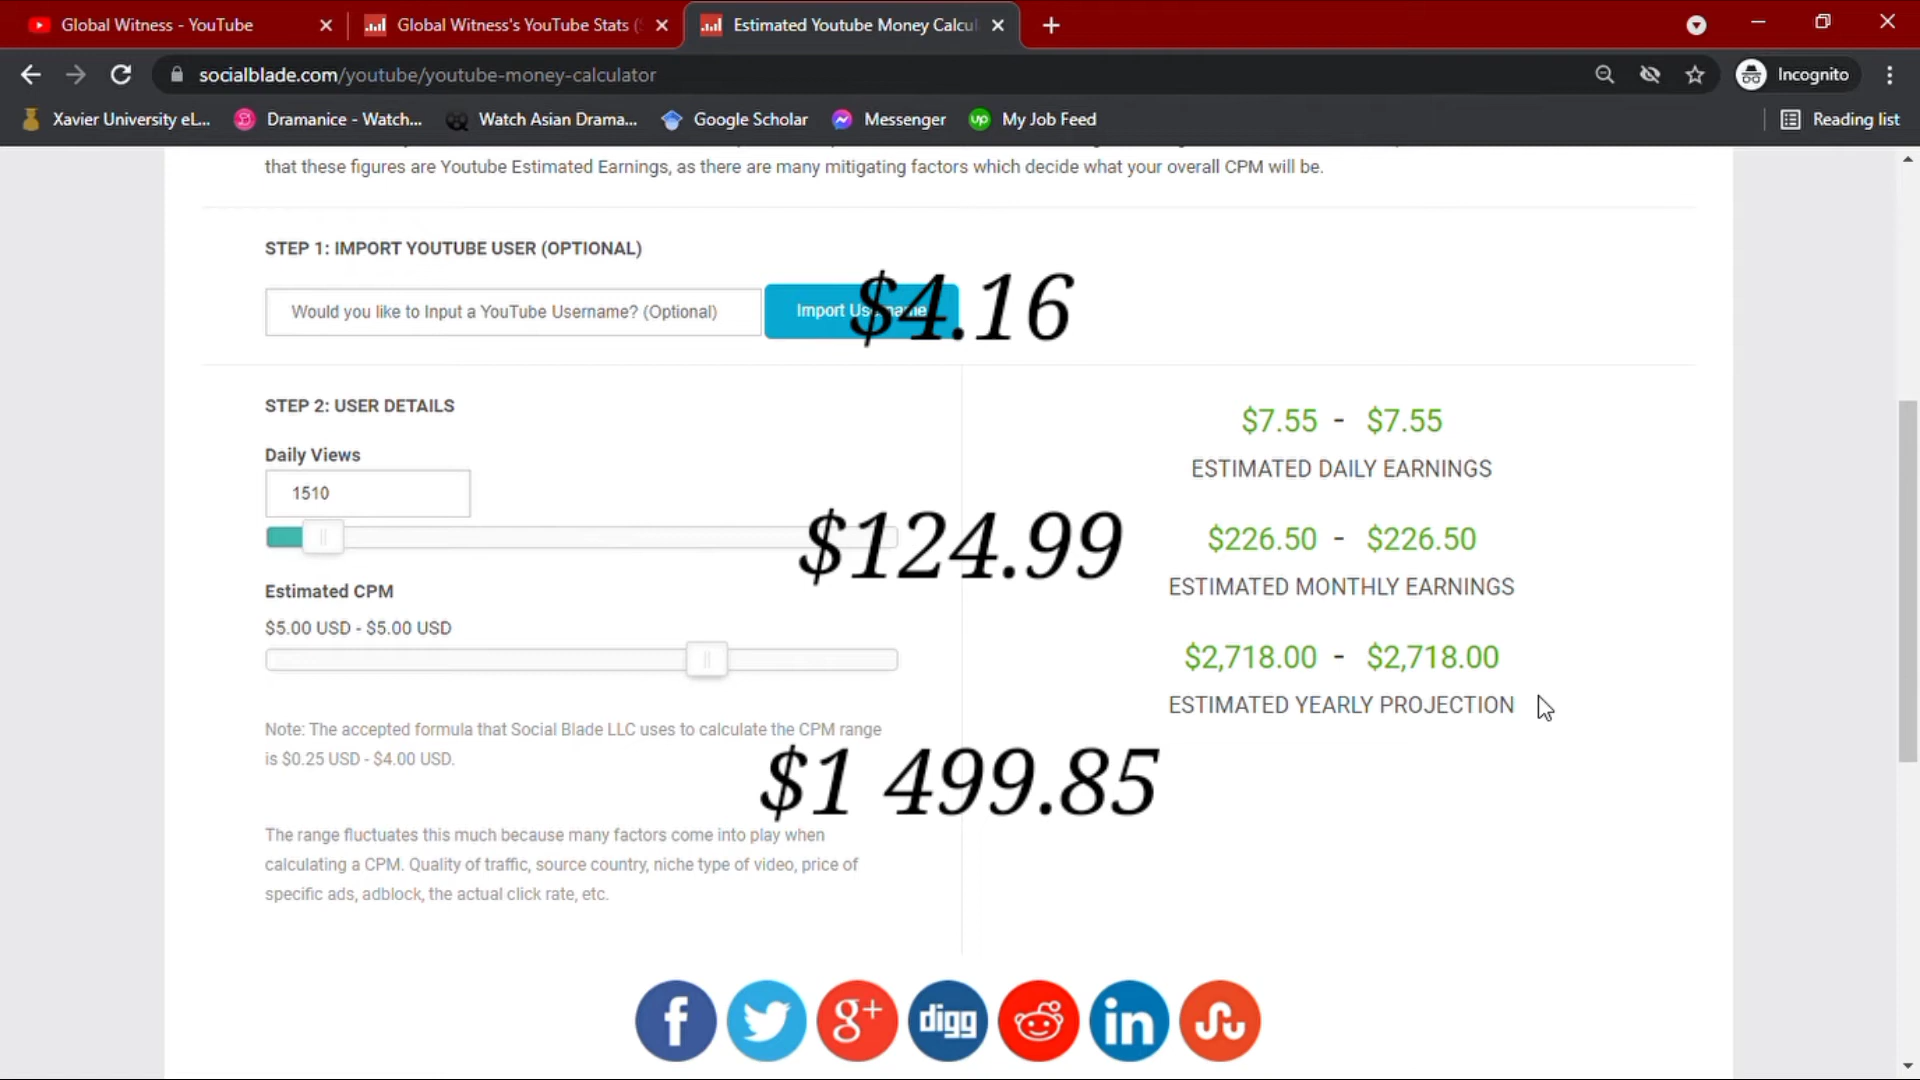 Global Witness - YouTube
Global Witness's YouTube Stats (
Estimated Youtube Money Calcul
socialblade.com/youtube/youtube-money-calculator
Incognito
Xavier University eL...
Dramanice - Watch...
Watch Asian Drama...
Google Scholar
Messenger
up My Job Feed
Reading list
that these figures are Youtube Estimated Earnings, as there are many mitigating factors which decide what your overall CPM will be.
STEP 1: IMPORT YOUTUBE USER (OPTIONAL)
Would you like to Input a YouTube Username? (Optional)
Import Username
$4.16
STEP 2: USER DETAILS
Daily Views
1510
$7.55 - $7.55
ESTIMATED DAILY EARNINGS
$124.99
$226.50 - $226.50
ESTIMATED MONTHLY EARNINGS
Estimated CPM
$5.00 USD - $5.00 USD
$2,718.00 - $2,718.00
ESTIMATED YEARLY PROJECTION
Note: The accepted formula that Social Blade LLC uses to calculate the CPM range
is $0.25 USD - $4.00 USD.
$1 499.85
The range fluctuates this much because many factors come into play when
calculating a CPM. Quality of traffic, source country, niche type of video, price of
specific ads, adblock, the actual click rate, etc.
f
g+
digg
in